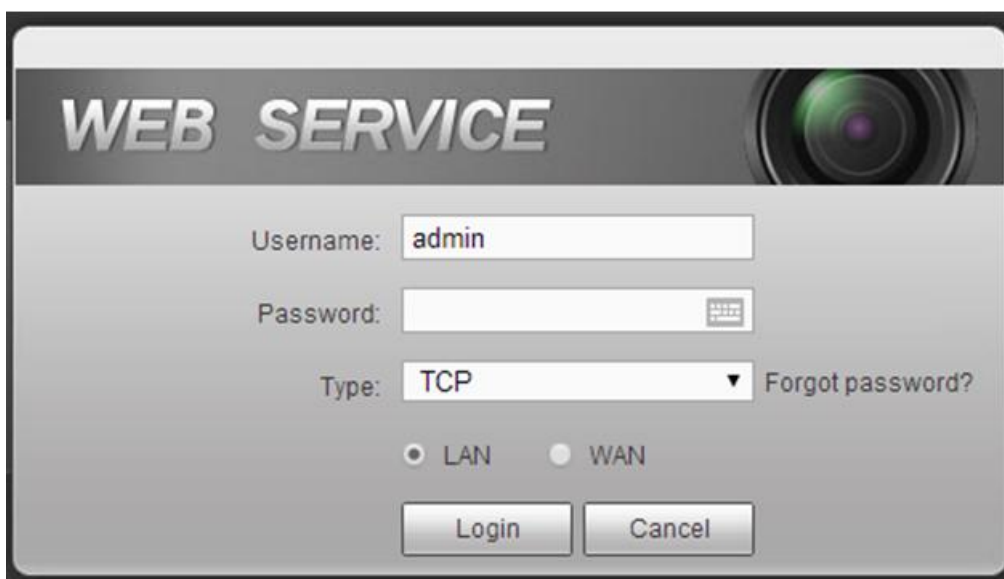 WEB SERVICE
Username: admin
Password:
Type: TCP Forgot password?
LAN WAN
Login Cancel